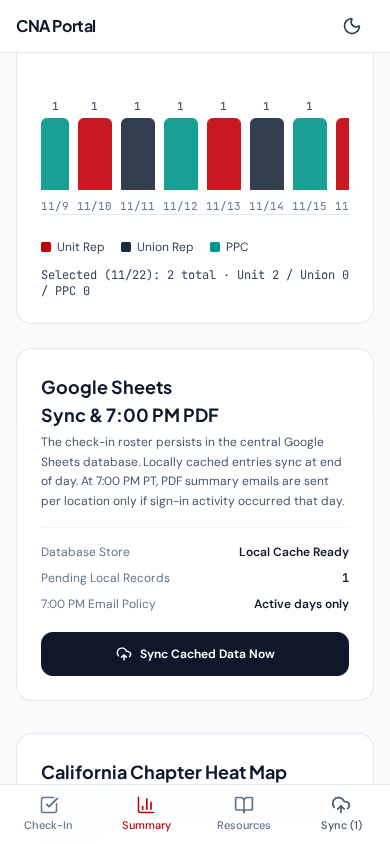 CNA Portal
1 1 1 1 1 1 1
11/9 11/10 11/11 11/12 11/13 11/14 11/15 11
Unit Rep Union Rep PPC
Selected (11/22): 2 total · Unit 2 / Union 0
/ PPC 0
Google Sheets
Sync & 7:00 PM PDF
The check-in roster persists in the central Google
Sheets database. Locally cached entries sync at end
of day. At 7:00 PM PT, PDF summary emails are sent
per location only if sign-in activity occurred that day.
Database Store Local Cache Ready
Pending Local Records 1
7:00 PM Email Policy Active days only
Sync Cached Data Now
California Chapter Heat Map
Check-In Summary Resources Sync (1)